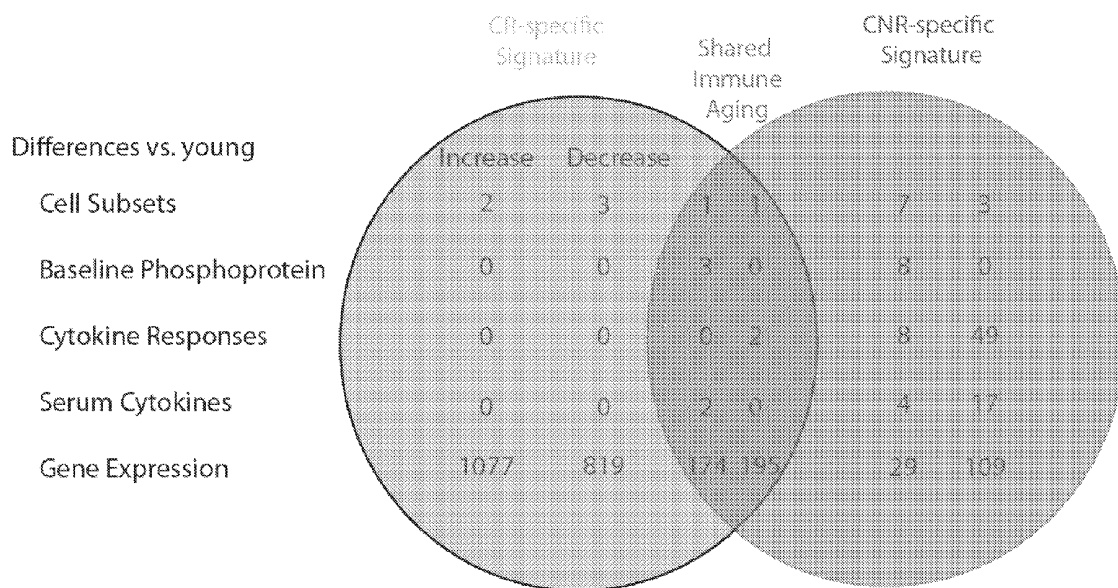 CR-specific
Signature
Shared
Immune
Aging
CNR-specific
Signature
Differences vs. young
Increase Decrease
Cell Subsets 2 3 1 1 7 3
Baseline Phosphoprotein 0 0 3 0 8 0
Cytokine Responses 0 0 0 2 8 49
Serum Cytokines 0 0 2 0 4 17
Gene Expression 1077 819 174 195 29 109